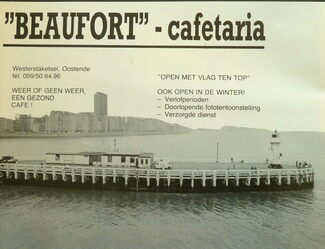 "BEAUFORT" - cafetaria
Westerstaketsel, Oostende
tel. 059/50.64.96
WEER OF GEEN WEER,
EEN GEZOND
CAFE !
"OPEN MET VLAG TEN TOP"
OOK OPEN IN DE WINTER!
– Verlofperioden
– Doorlopende fototentoonstelling
– Verzorgde dienst